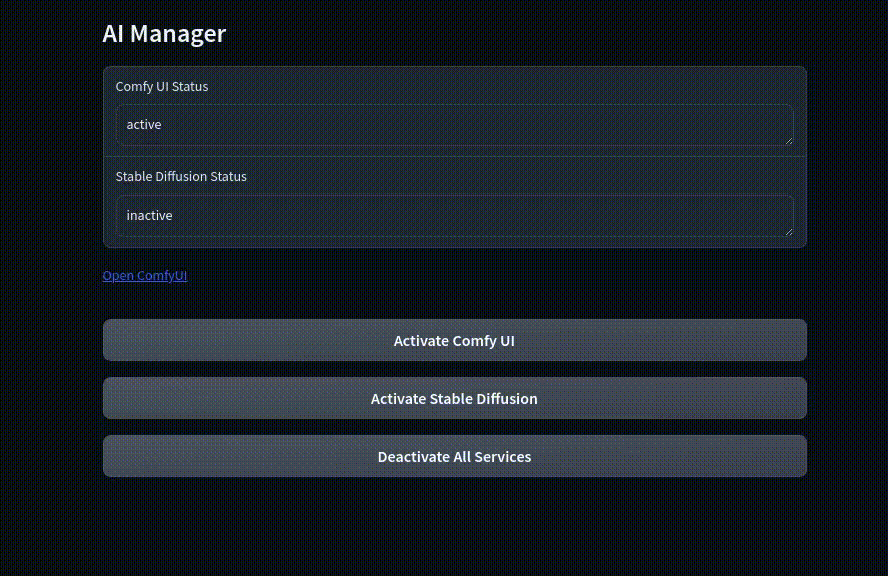 AI Manager
Comfy UI Status
active
Stable Diffusion Status
inactive
Open ComfyUI
Activate Comfy UI
Activate Stable Diffusion
Deactivate All Services